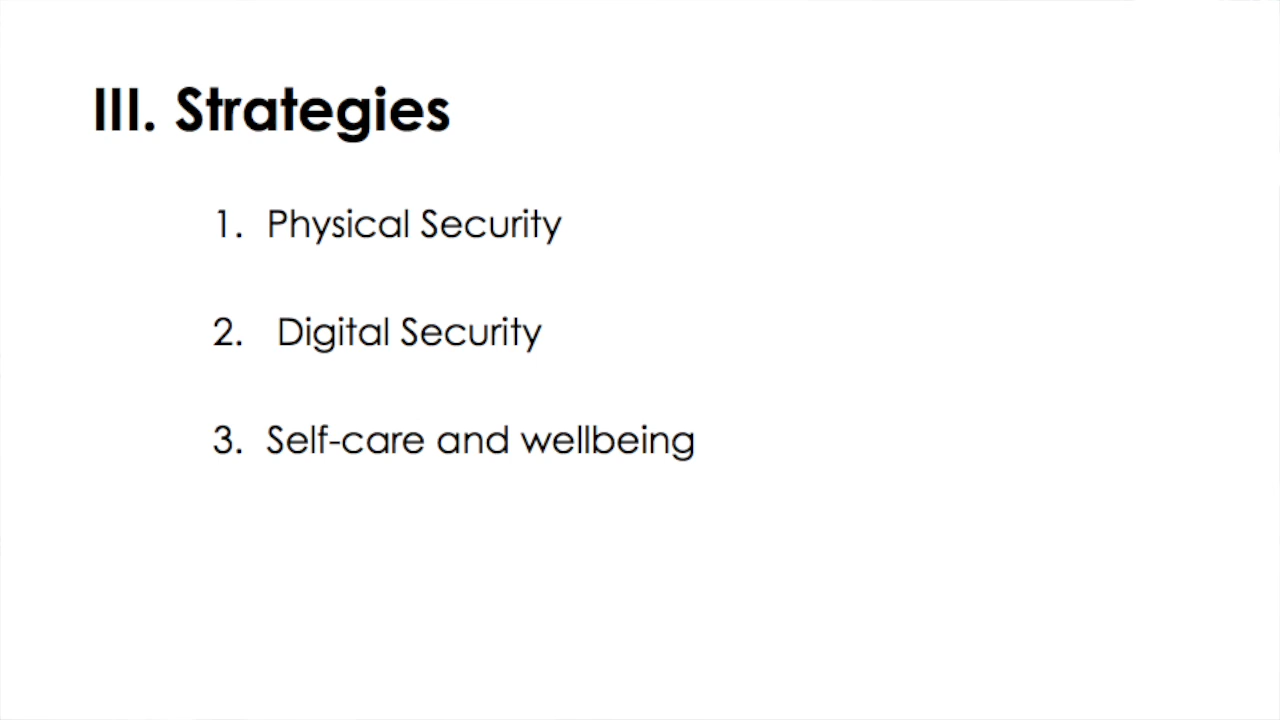 III. Strategies
1. Physical Security
2. Digital Security
3. Self-care and wellbeing